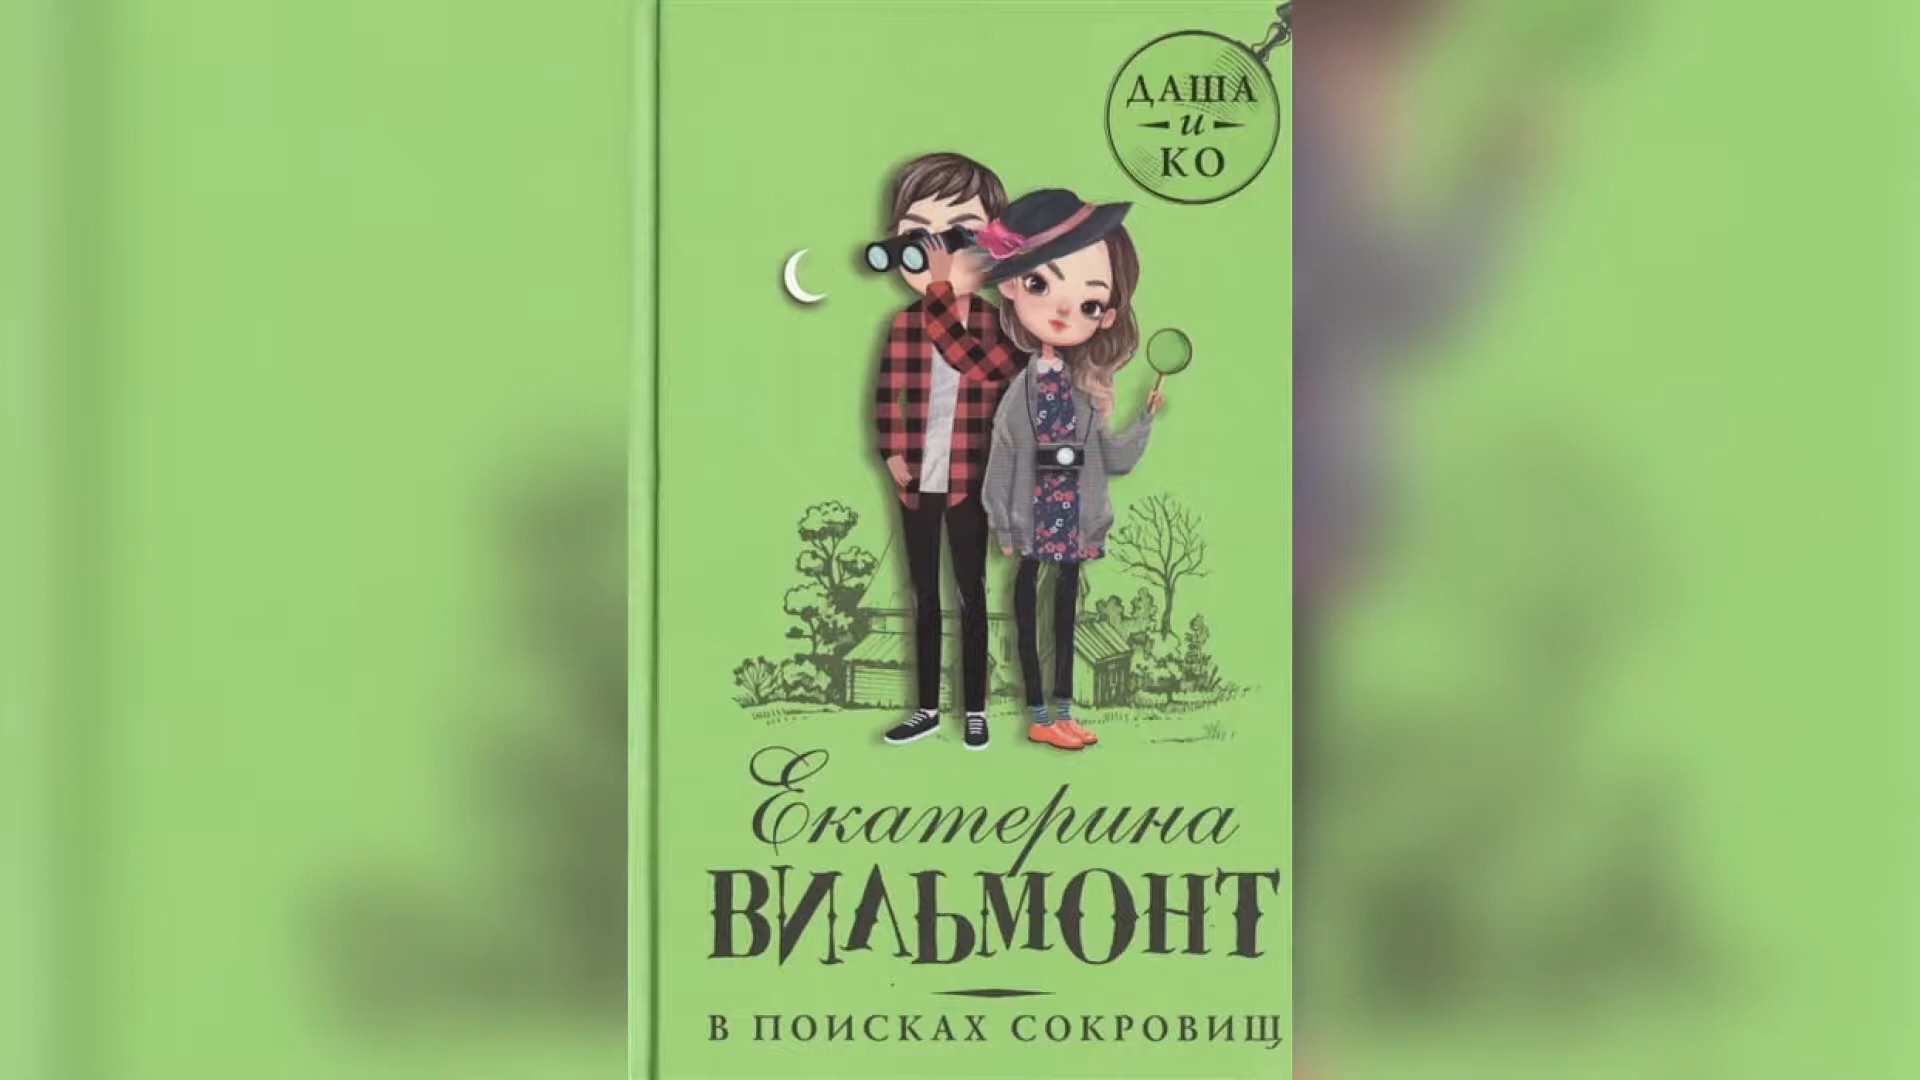 ДАША
и
КО
Екатерина
ВИЛЬМОНТ
В ПОИСКАХ СОКРОВИЩ